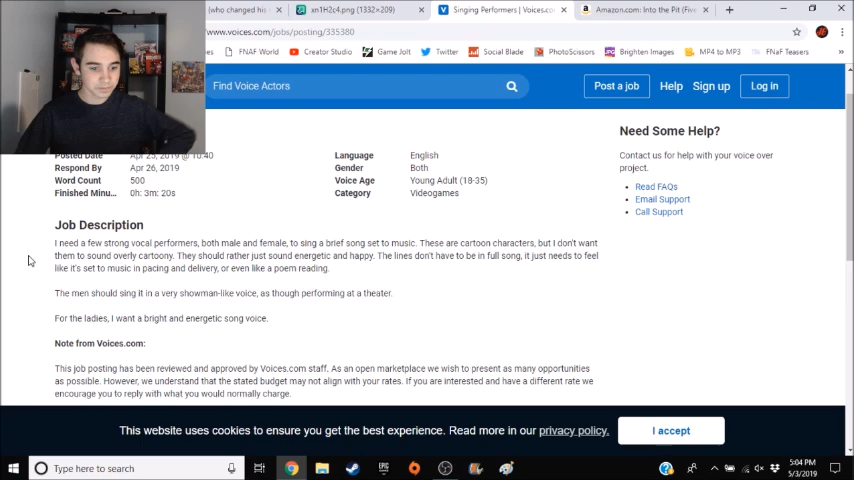 (who changed his
xn1H2c4.png (1332×209)
Singing Performers | Voices.co
Amazon.com: Into the Pit (Five
www.voices.com/jobs/posting/335380
FNAF World
Creator Studio
Game Jolt
Twitter
Social Blade
PhotoScissors
Brighten Images
MP4 to MP3
FNaF Teasers
Find Voice Actors
Post a job
Help
Sign up
Log in
Posted Date Apr 25, 2019 @ 10:40
Respond By Apr 26, 2019
Word Count 500
Finished Minu... 0h: 3m: 20s
Language English
Gender Both
Voice Age Young Adult (18-35)
Category Videogames
Job Description
I need a few strong vocal performers, both male and female, to sing a brief song set to music. These are cartoon characters, but I don't want
them to sound overly cartoony. They should rather just sound energetic and happy. The lines don't have to be in full song, it just needs to feel
like it's set to music in pacing and delivery, or even like a poem reading.
The men should sing it in a very showman-like voice, as though performing at a theater.
For the ladies, I want a bright and energetic song voice.
Note from Voices.com:
This job posting has been reviewed and approved by Voices.com staff. As an open marketplace we wish to present as many opportunities
as possible. However, we understand that the stated budget may not align with your rates. If you are interested and have a different rate we
encourage you to reply with what you would normally charge.
Need Some Help?
Contact us for help with your voice over
project.
Read FAQs
Email Support
Call Support
This website uses cookies to ensure you get the best experience. Read more in our privacy policy.
I accept
Type here to search
5:04 PM
5/3/2019